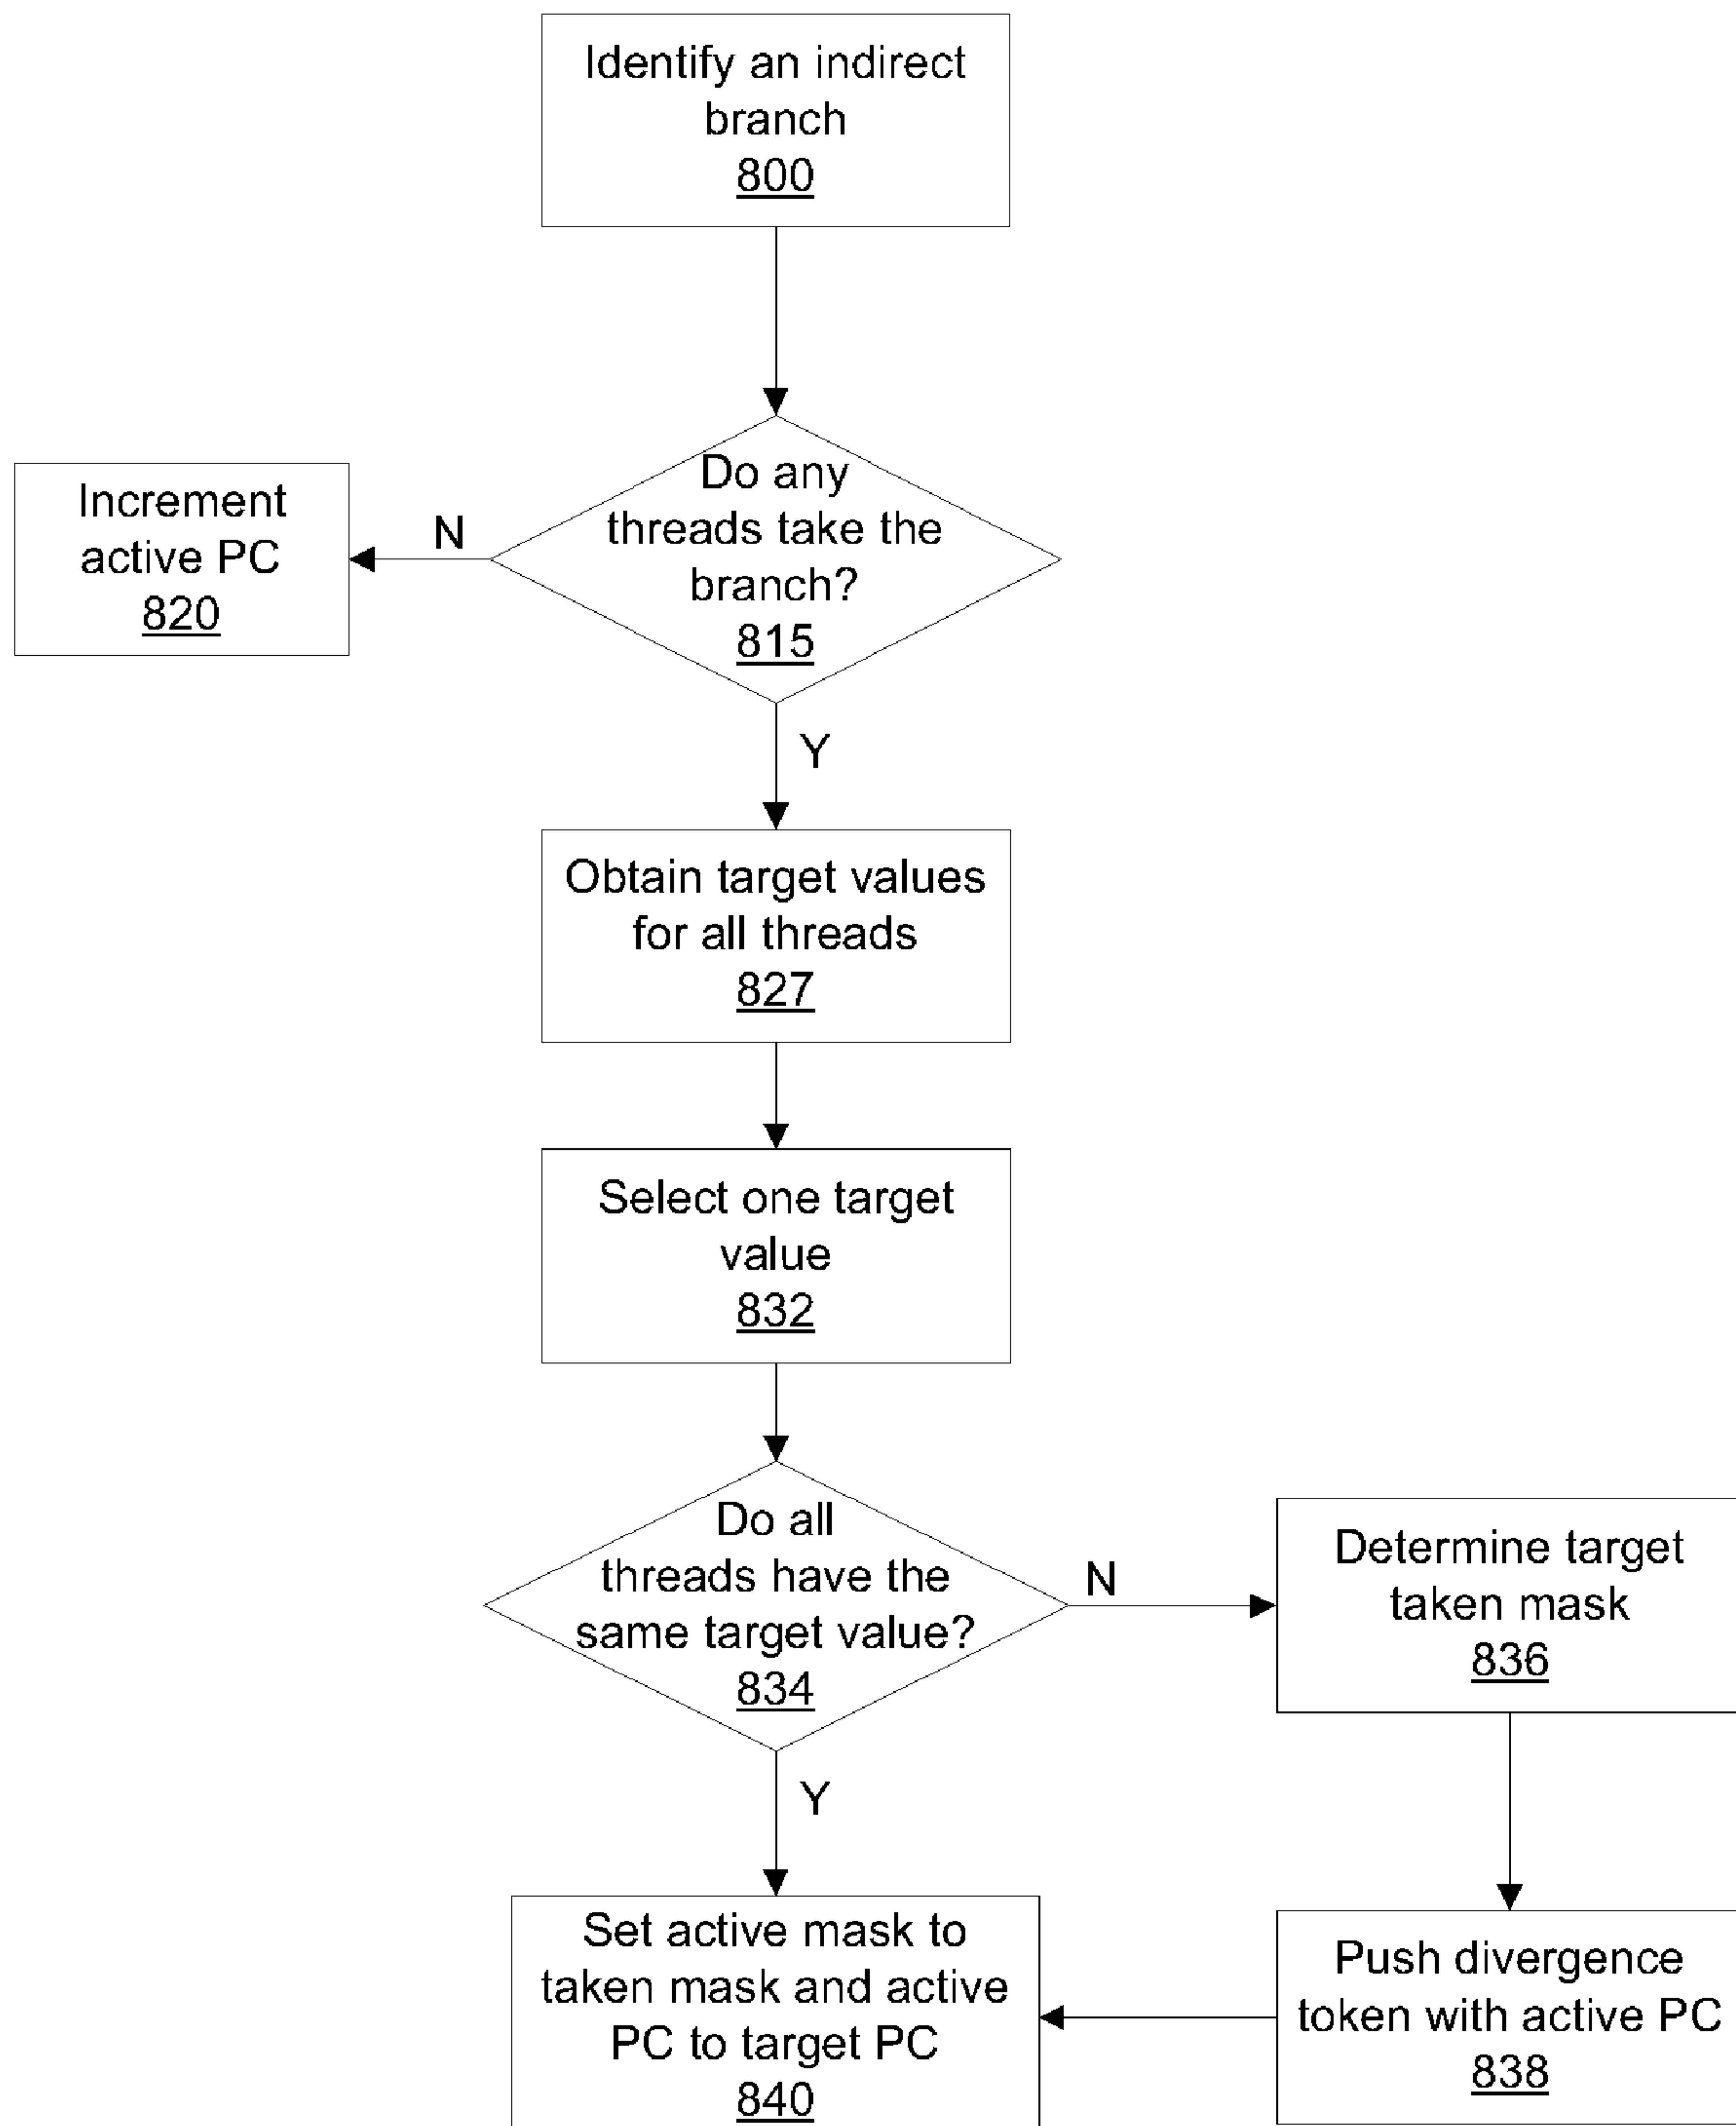 Identify an indirect
branch
800
Do any
threads take the
branch?
815
N
Increment
active PC
820
Y
Obtain target values
for all threads
827
Select one target
value
832
Do all
threads have the
same target value?
834
N
Determine target
taken mask
836
Y
Set active mask to
taken mask and active
PC to target PC
840
Push divergence
token with active PC
838